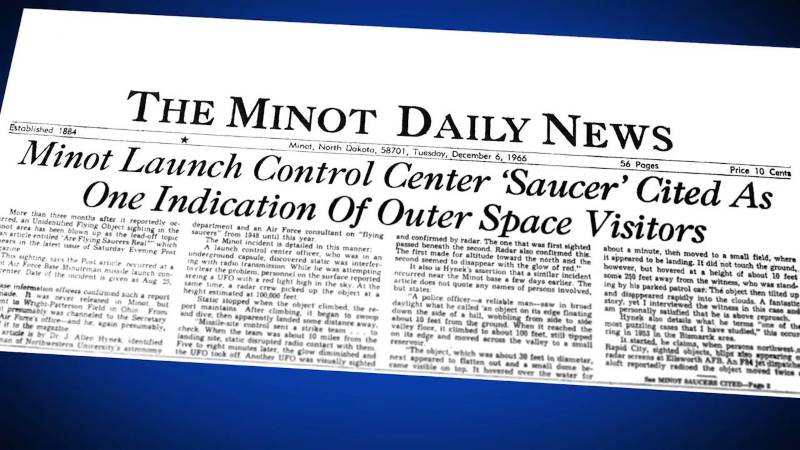 THE MINOT DAILY NEWS
Established 1884
Minot, North Dakota, 58701, Tuesday, December 6, 1966
56 Pages
Price 10 Cents
Minot Launch Control Center 'Saucer' Cited As
One Indication Of Outer Space Visitors
More than three months after it reportedly oc-
rred, an Unidentified Flying Object sighting in the
inot area has been blown up as the lead-off topic
an article entitled "Are Flying Saucers Real"" which
pears in the latest issue of Saturday Evening Post
gazine
This sighting, says the Post article, occurred at a
ot Air Force Base Minuteman missile launch con-
center. Date of the incident is given as Aug 25,
ase information officers confirmed such a report
made. It was never released in Minot, but
to Wright-Patterson Field in Ohio. From
presumably was channeled to the Secretary
Air Force's office—and he, again presumably,
it to the magazine
is by Dr. J. Allen Hynek, identified
man of Northwestern University's astronomy
department and an Air Force consultant on "flying
saucers" from 1948 until this year.
The Minot incident is detailed in this manner:
A launch control center officer, who was in an
underground capsule, discovered static was interfer-
ing with radio transmission. While he was attempting
to clear the problem, personnel on the surface reported
seeing a UFO with a red light high in the sky. At the
same time, a radar crew picked up the object at a
height estimated at 100,000 feet
Static stopped when the object climbed, the re-
port maintains. After climbing, it began to swoop
and dive, then apparently landed some distance away.
"Missile-site control sent a strike team . . . to
check. When the team was about 10 miles from the
landing site, static disrupted radio contact with them.
Five to eight minutes later, the glow diminished and
the UFO took off. Another UFO was visually sighted
and confirmed by radar. The one that was first sighted
passed beneath the second. Radar also confirmed this.
The first made for altitude toward the north and the
second seemed to disappear with the glow of red."
It also is Hynek's assertion that a similar incident
occurred near the Minot base a few days earlier. The
article does not quote any names of persons involved,
but states:
"A police officer—a reliable man—saw in broad
daylight what he called 'an object on its edge floating
down the side of a hill, wobbling from side to side
about 10 feet from the ground. When it reached the
valley floor, it climbed to about 100 feet, still tipped
on its edge and moved across the valley to a small
reservoir.'
"The object, which was about 30 feet in diameter,
next appeared to flatten out and a small dome be-
came visible on top. It hovered over the water for
about a minute, then moved to a small field, where
it appeared to be landing. It did not touch the ground,
however, but hovered at a height of about 10 feet
some 250 feet away from the witness, who was stand-
ing by his parked patrol car. The object then tilted up
and disappeared rapidly into the clouds. A fantastic
story, yet I interviewed the witness in this case and
am personally satisfied that he is above reproach."
Hynek also details what he terms "one of the
most puzzling cases that I have studied," this occur-
ring in 1953 in the Bismarck area.
It started, he claims, when persons northwest of
Rapid City, sighted objects, blips also appearing on
radar screens at Ellsworth AFB. An F84 jet dispatched
aloft reportedly radioed the object moved twice
See MINOT SAUCERS CITED—Page 2